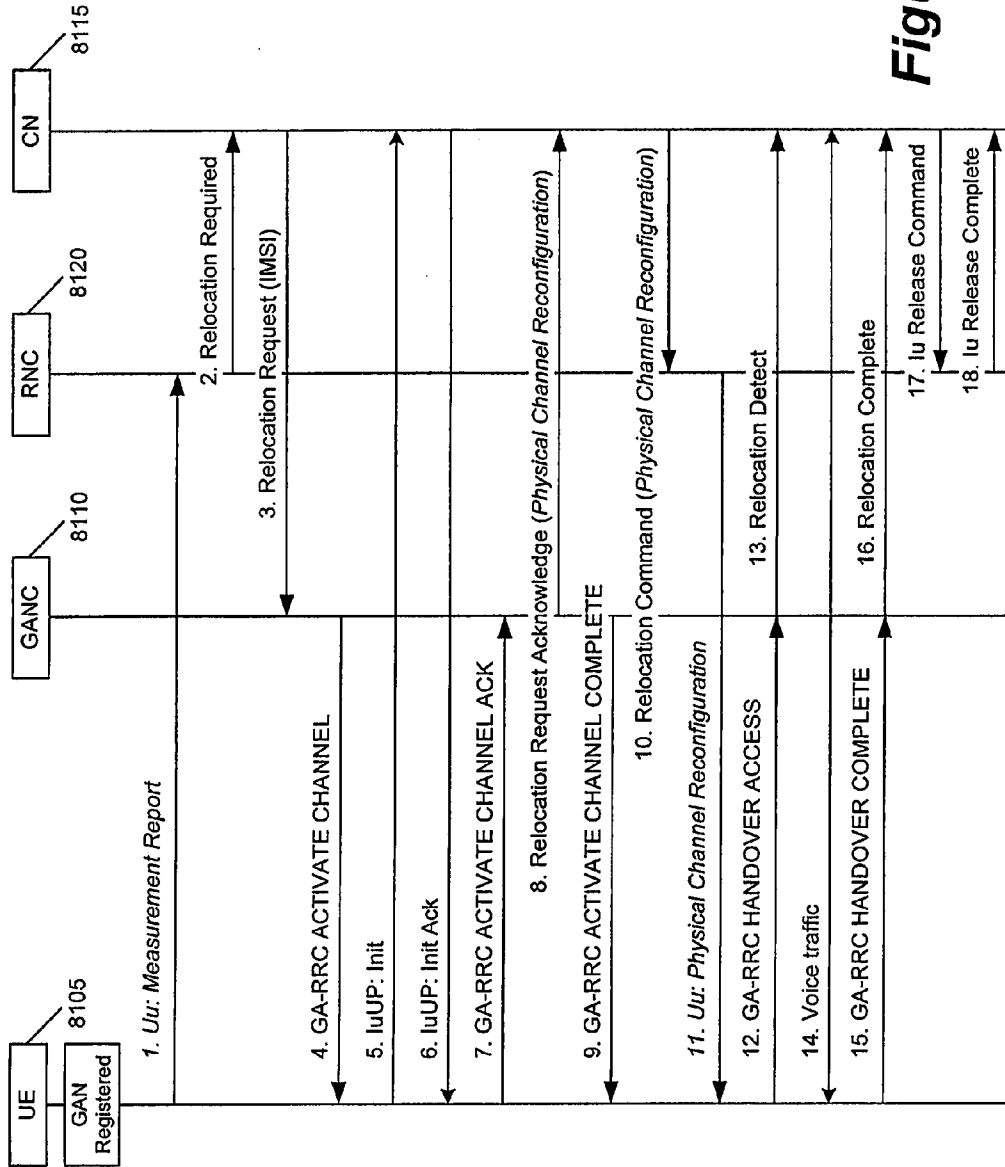 UE
8105
GANC
8110
RNC
8120
CN
8115
GAN
Registered
1. Uu: Measurement Report
2. Relocation Required
3. Relocation Request (IMSI)
4. GA-RRC ACTIVATE CHANNEL
5. IuUP: Init
6. IuUP: Init Ack
7. GA-RRC ACTIVATE CHANNEL ACK
8. Relocation Request Acknowledge (Physical Channel Reconfiguration)
9. GA-RRC ACTIVATE CHANNEL COMPLETE
10. Relocation Command (Physical Channel Reconfiguration)
11. Uu: Physical Channel Reconfiguration
12. GA-RRC HANDOVER ACCESS
13. Relocation Detect
14. Voice traffic
15. GA-RRC HANDOVER COMPLETE
16. Relocation Complete
17. Iu Release Command
18. Iu Release Complete